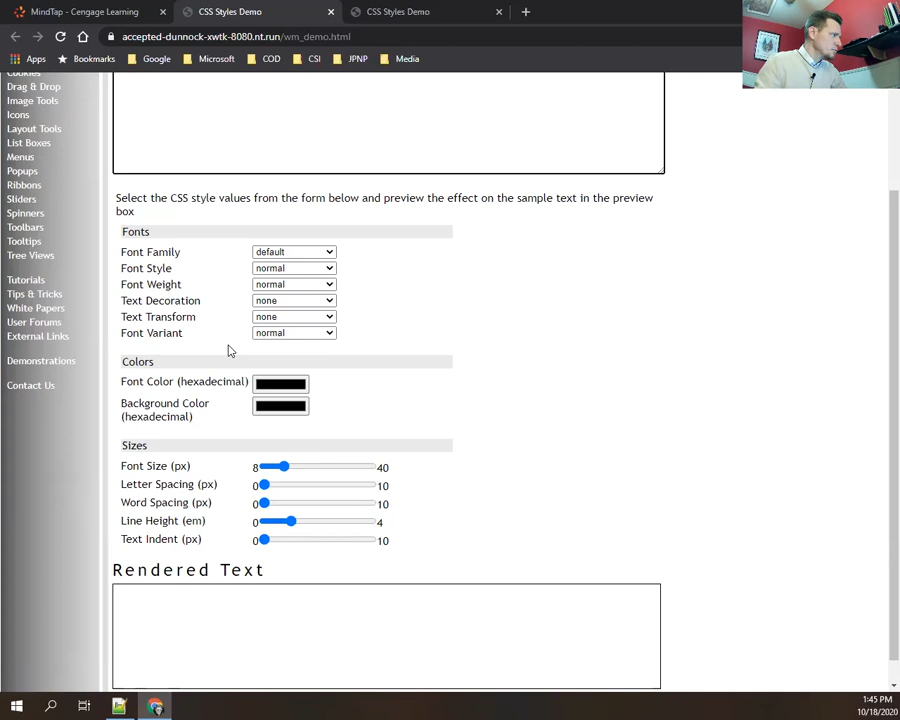 MindTap - Cengage Learning
CSS Styles Demo
CSS Styles Demo
accepted-dunnock-xwtk-8080.nt.run/wm_demo.html
Apps Bookmarks Google Microsoft COD CSI JPNP Media
Cookies
Drag & Drop
Image Tools
Icons
Layout Tools
List Boxes
Menus
Popups
Ribbons
Sliders
Spinners
Toolbars
Tooltips
Tree Views
Tutorials
Tips & Tricks
White Papers
User Forums
External Links
Demonstrations
Contact Us
Select the CSS style values from the form below and preview the effect on the sample text in the preview
box
Fonts
Font Family default
Font Style normal
Font Weight normal
Text Decoration none
Text Transform none
Font Variant normal
Colors
Font Color (hexadecimal)
Background Color
(hexadecimal)
Sizes
Font Size (px) 8 40
Letter Spacing (px) 0 10
Word Spacing (px) 0 10
Line Height (em) 0 4
Text Indent (px) 0 10
Rendered Text
1:45 PM
10/18/2020